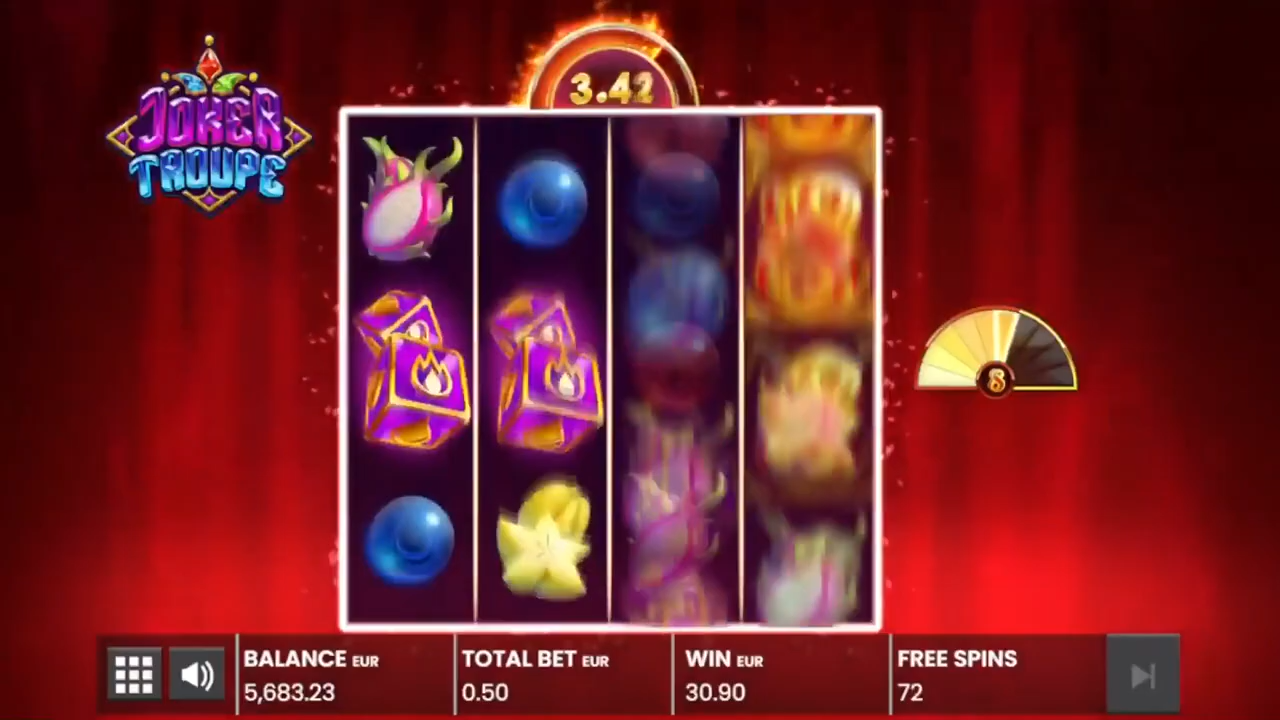 JOKER
TROUPE
3.42
8
BALANCE EUR
5,683.23
TOTAL BET EUR
0.50
WIN EUR
30.90
FREE SPINS
72